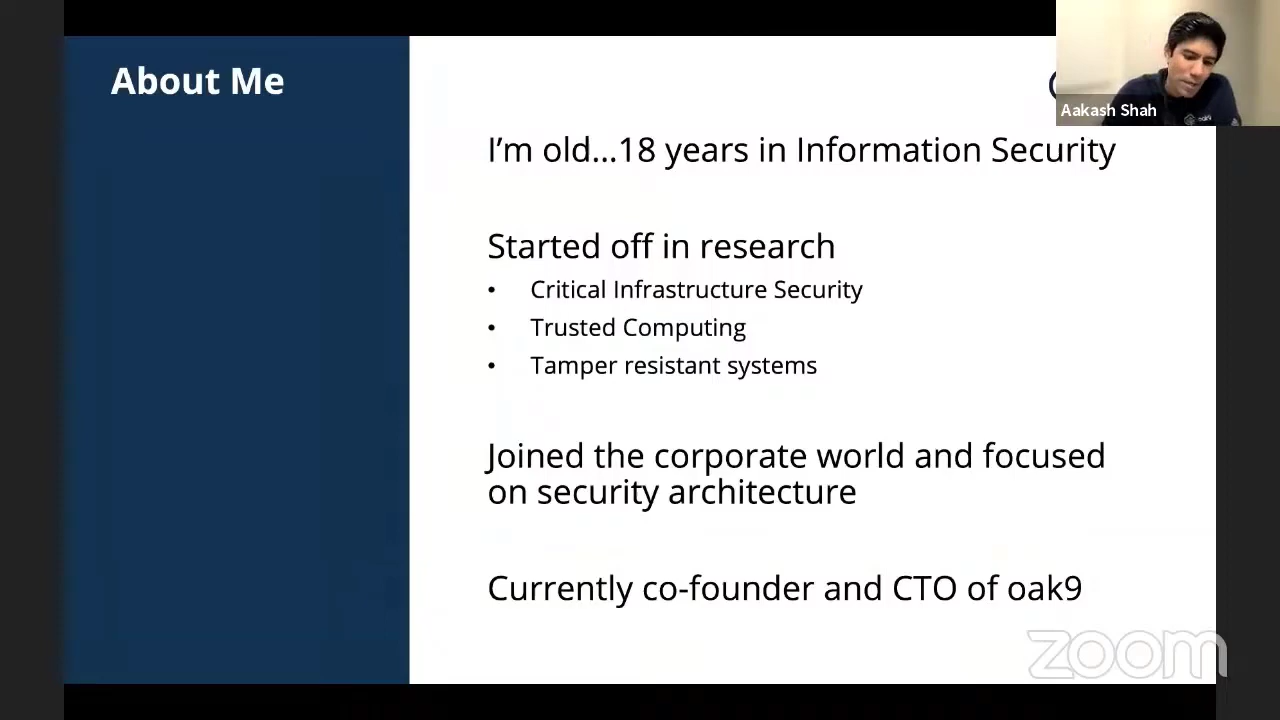 About Me
Aakash Shah
I'm old...18 years in Information Security
Started off in research
• Critical Infrastructure Security
• Trusted Computing
• Tamper resistant systems
Joined the corporate world and focused
on security architecture
Currently co-founder and CTO of oak9
zoom